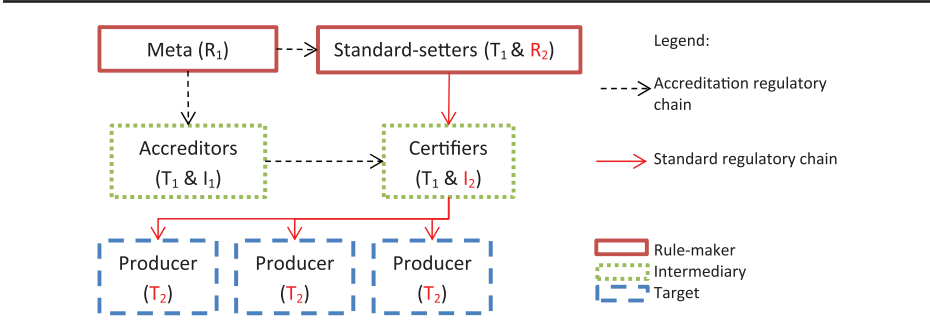 Meta (R₁)
Standard-setters (T₁ & R₂)
Legend:
Accreditation regulatory
chain
Accreditors
(T₁ & I₁)
Certifiers
(T₁ & I₂)
Standard regulatory chain
Producer
(T₂)
Producer
(T₂)
Producer
(T₂)
Rule-maker
Intermediary
Target